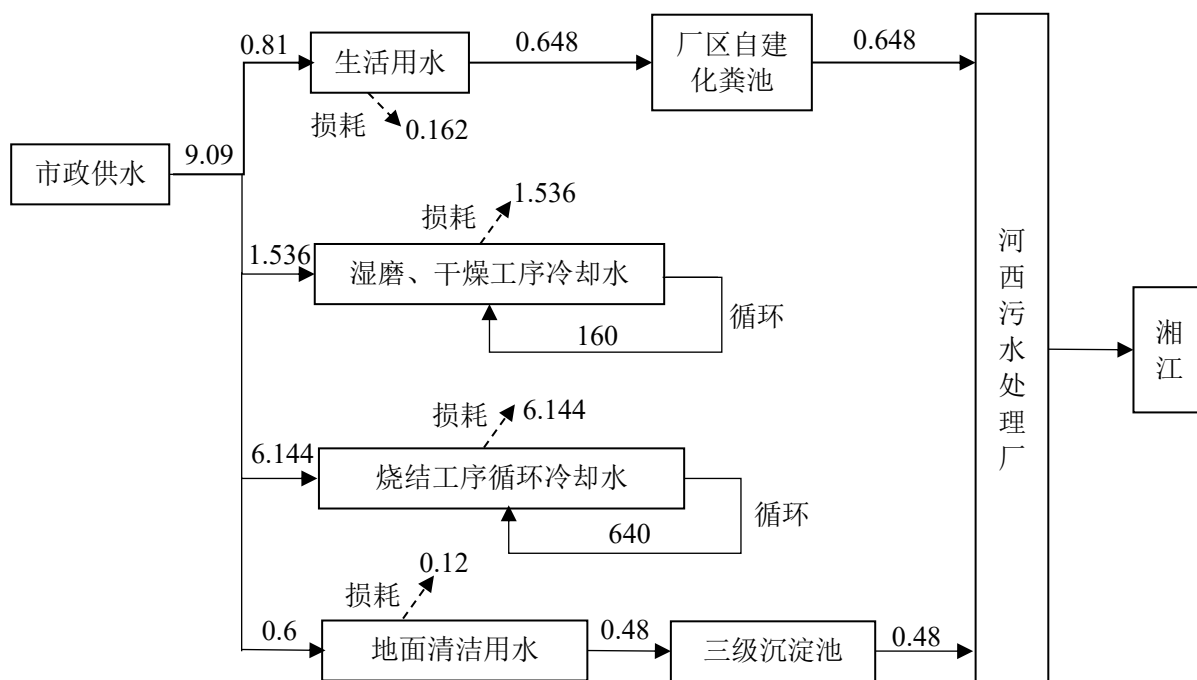 0.81
生活用水
0.648
厂区自建
化粪池
0.648
损耗
0.162
市政供水
9.09
1.536
损耗
1.536
湿磨、干燥工序冷却水
循环
160
河西污水处理厂
湘江
损耗
6.144
6.144
烧结工序循环冷却水
循环
640
损耗
0.12
0.6
地面清洁用水
0.48
三级沉淀池
0.48